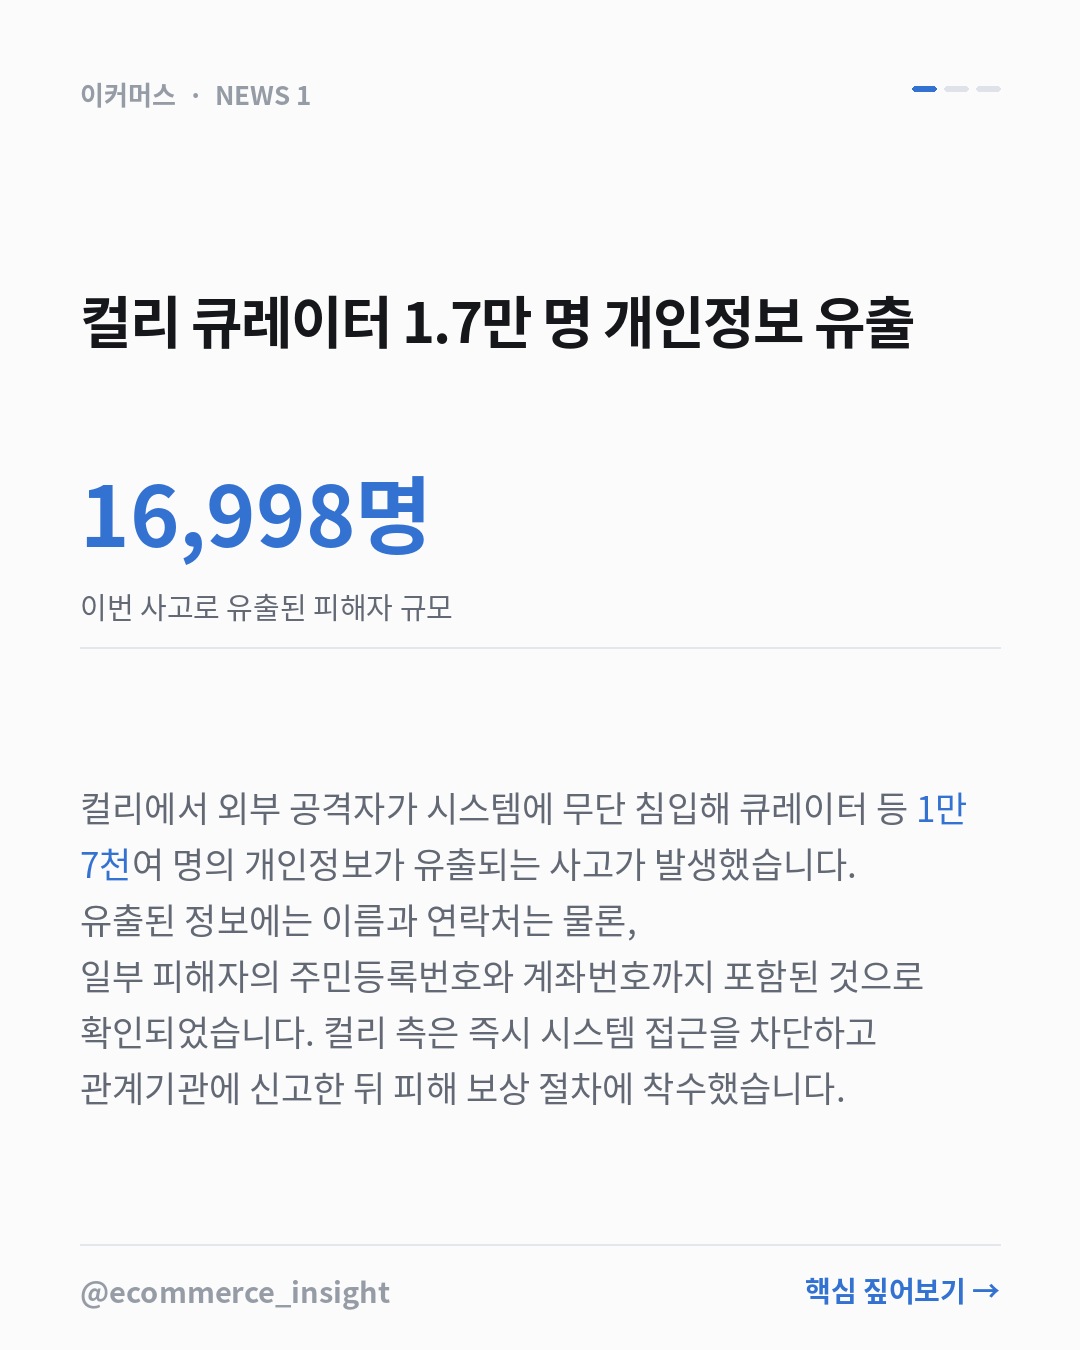 이커머스 · NEWS 1
컬리 큐레이터 1.7만 명 개인정보 유출
16,998명
이번 사고로 유출된 피해자 규모
컬리에서 외부 공격자가 시스템에 무단 침입해 큐레이터 등 1만
7천여 명의 개인정보가 유출되는 사고가 발생했습니다.
유출된 정보에는 이름과 연락처는 물론,
일부 피해자의 주민등록번호와 계좌번호까지 포함된 것으로
확인되었습니다. 컬리 측은 즉시 시스템 접근을 차단하고
관계기관에 신고한 뒤 피해 보상 절차에 착수했습니다.
@ecommerce_insight
핵심 짚어보기 →